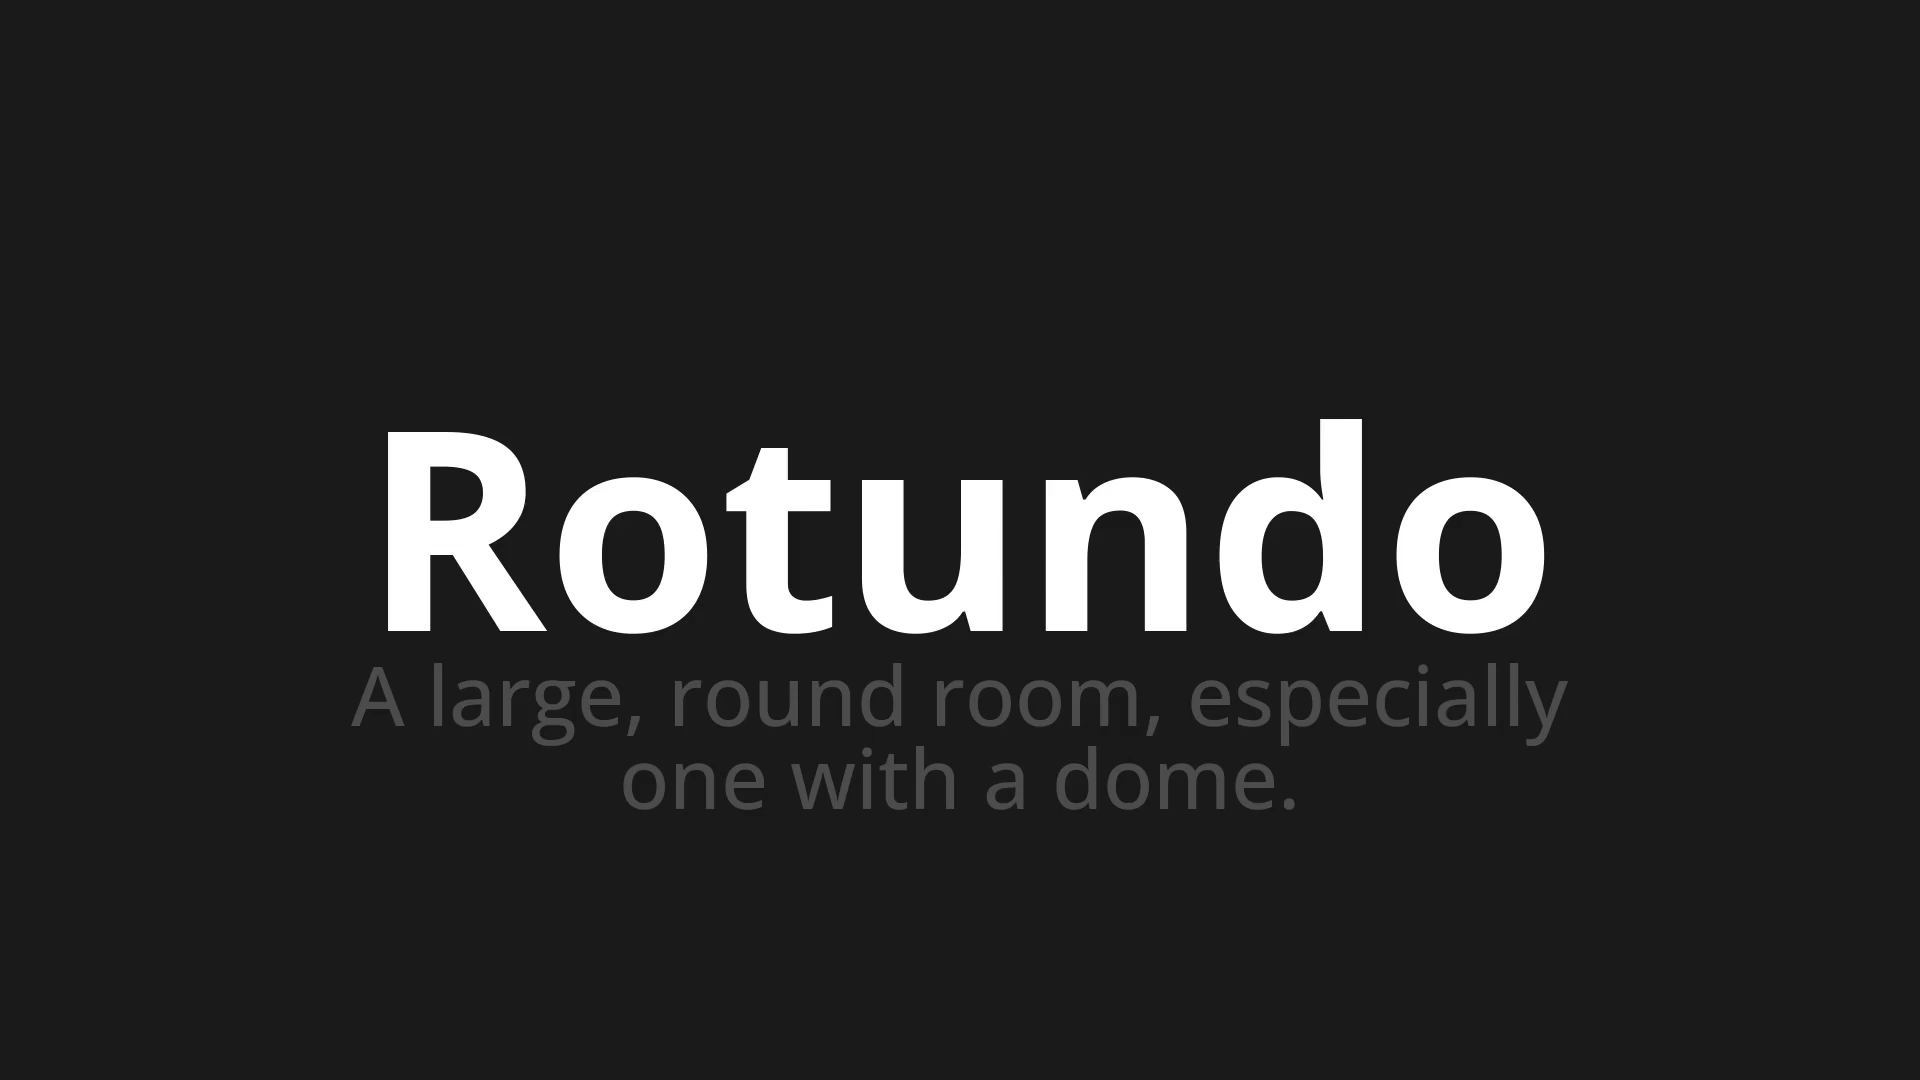 Rotundo
A large, round room, especially
one with a dome.